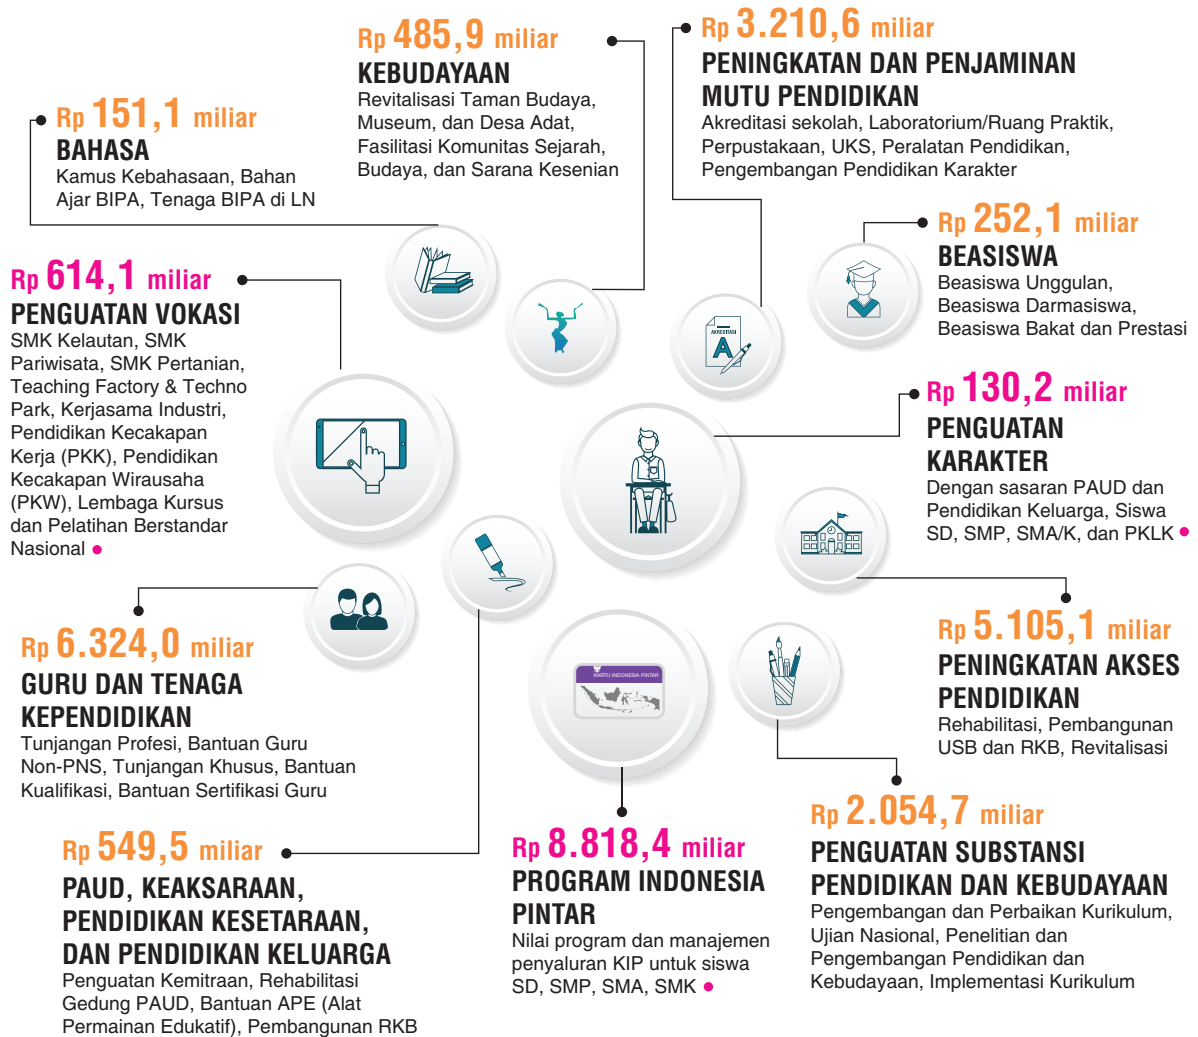 Rp 485,9 miliar
KEBUDAYAAN
Revitalisasi Taman Budaya,
Museum, dan Desa Adat,
Fasilitasi Komunitas Sejarah,
Budaya, dan Sarana Kesenian
Rp 3.210,6 miliar
PENINGKATAN DAN PENJAMINAN
MUTU PENDIDIKAN
Akreditasi sekolah, Laboratorium/Ruang Praktik,
Perpustakaan, UKS, Peralatan Pendidikan,
Pengembangan Pendidikan Karakter
Rp 151,1 miliar
BAHASA
Kamus Kebahasaan, Bahan
Ajar BIPA, Tenaga BIPA di LN
Rp 252,1 miliar
BEASISWA
Beasiswa Unggulan,
Beasiswa Darmasiswa,
Beasiswa Bakat dan Prestasi
Rp 614,1 miliar
PENGUATAN VOKASI
SMK Kelautan, SMK
Pariwisata, SMK Pertanian,
Teaching Factory & Techno
Park, Kerjasama Industri,
Pendidikan Kecakapan
Kerja (PKK), Pendidikan
Kecakapan Wirausaha
(PKW), Lembaga Kursus
dan Pelatihan Berstandar
Nasional
AKREDITASI
A
Rp 130,2 miliar
PENGUATAN
KARAKTER
Dengan sasaran PAUD dan
Pendidikan Keluarga, Siswa
SD, SMP, SMA/K, dan PKLK
Rp 6.324,0 miliar
GURU DAN TENAGA
KEPENDIDIKAN
Tunjangan Profesi, Bantuan Guru
Non-PNS, Tunjangan Khusus, Bantuan
Kualifikasi, Bantuan Sertifikasi Guru
KARTU INDONESIA PINTAR
Rp 5.105,1 miliar
PENINGKATAN AKSES
PENDIDIKAN
Rehabilitasi, Pembangunan
USB dan RKB, Revitalisasi
Rp 549,5 miliar
PAUD, KEAKSARAAN,
PENDIDIKAN KESETARAAN,
DAN PENDIDIKAN KELUARGA
Penguatan Kemitraan, Rehabilitasi
Gedung PAUD, Bantuan APE (Alat
Permainan Edukatif), Pembangunan RKB
Rp 8.818,4 miliar
PROGRAM INDONESIA
PINTAR
Nilai program dan manajemen
penyaluran KIP untuk siswa
SD, SMP, SMA, SMK
Rp 2.054,7 miliar
PENGUATAN SUBSTANSI
PENDIDIKAN DAN KEBUDAYAAN
Pengembangan dan Perbaikan Kurikulum,
Ujian Nasional, Penelitian dan
Pengembangan Pendidikan dan
Kebudayaan, Implementasi Kurikulum